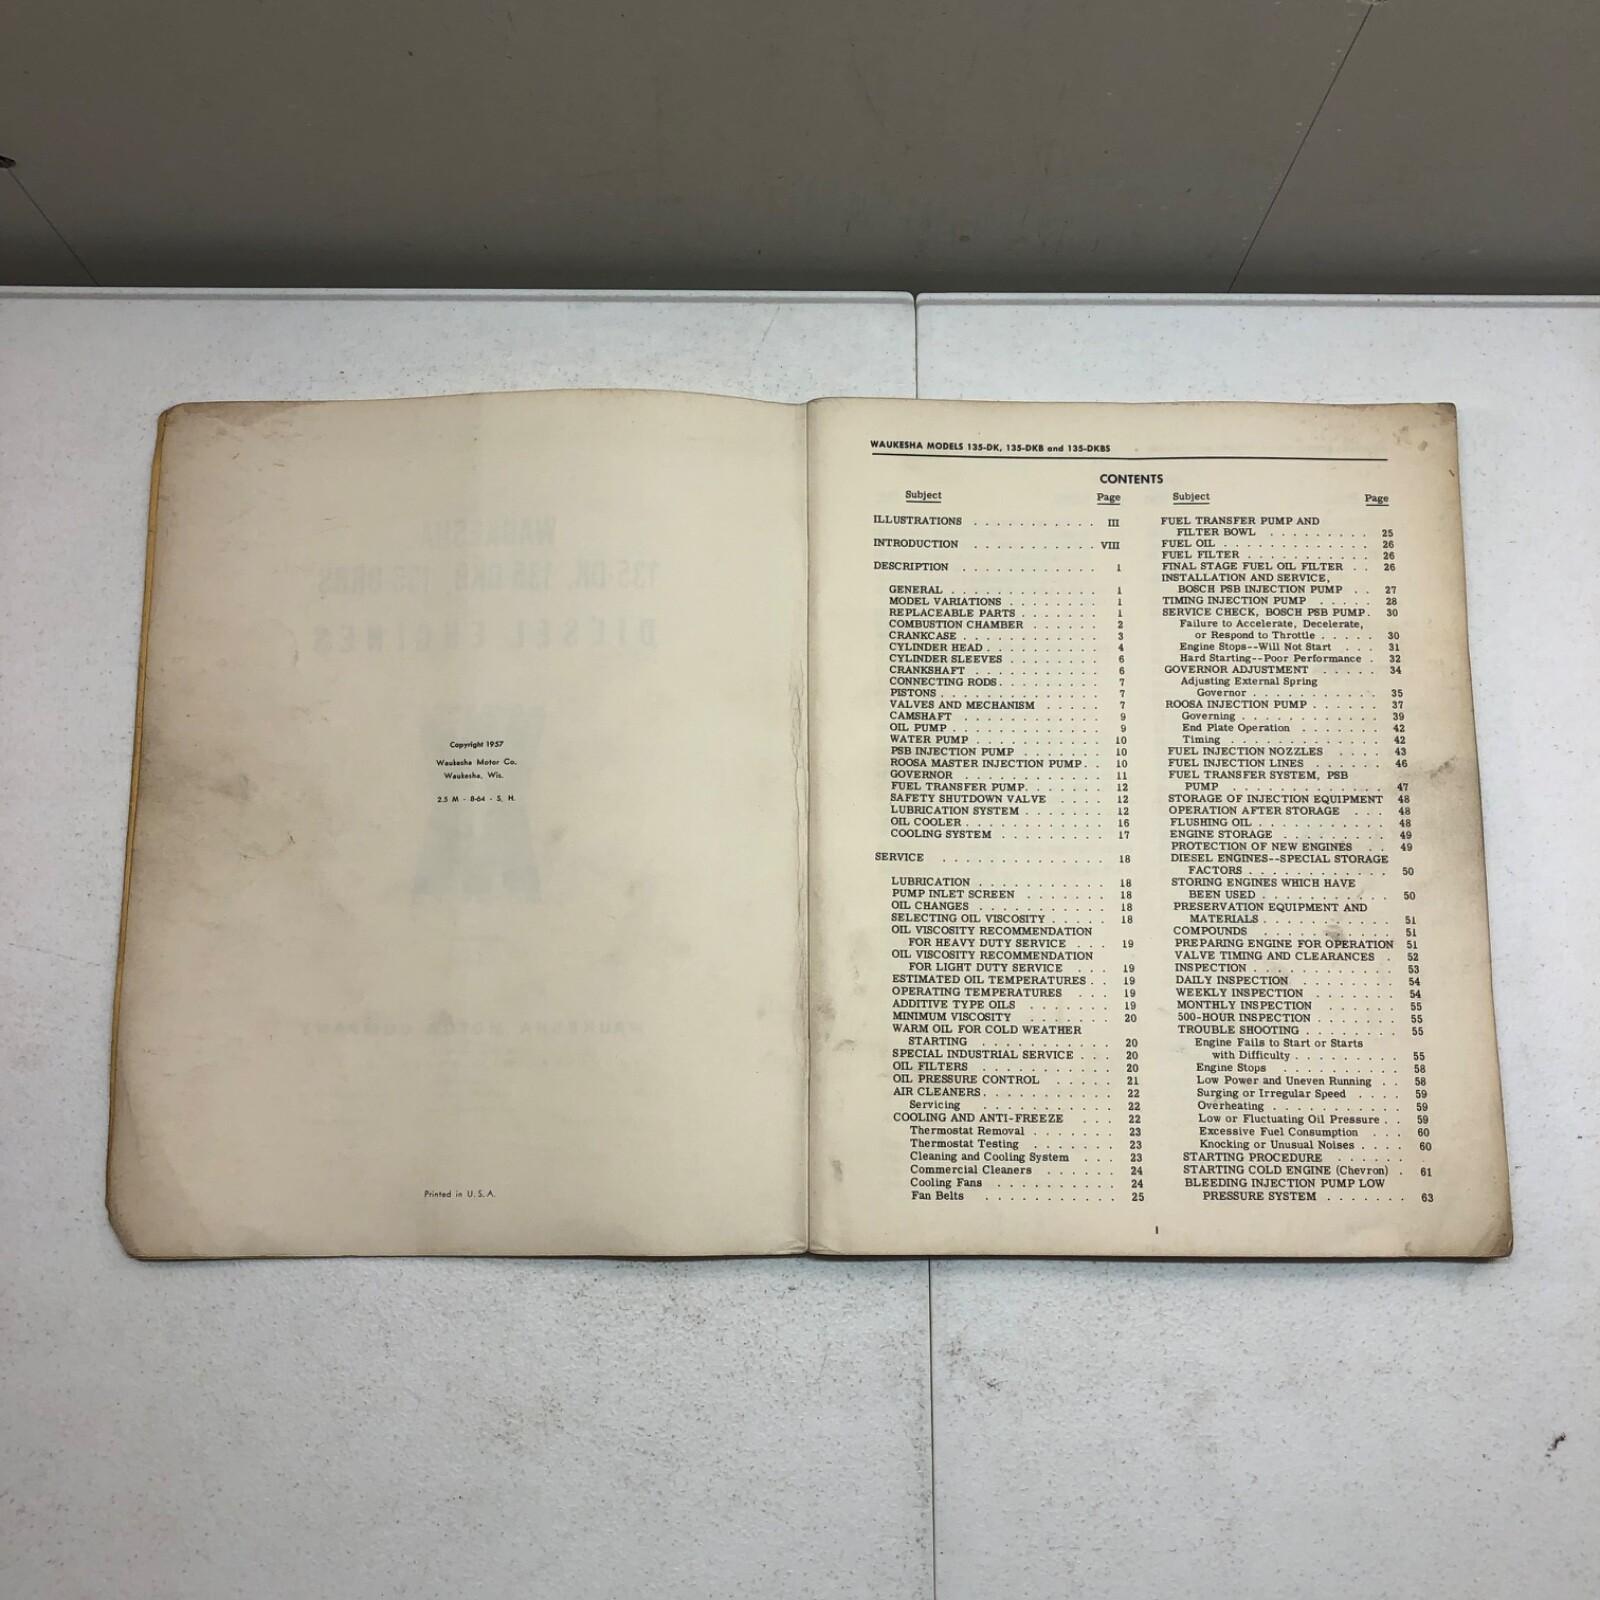 Copyright 1957
Waukesha Motor Co.
Waukesha, Wis.
2.5 M - 8-64 - S. H.
Printed in U. S. A.
WAUKESHA MODELS 135-DK, 135-DKB and 135-DKBS
CONTENTS
Subject Page
ILLUSTRATIONS . . . . . . . . . . . III
INTRODUCTION . . . . . . . . . . . VIII
DESCRIPTION . . . . . . . . . . . . 1
GENERAL . . . . . . . . . . . . . 1
MODEL VARIATIONS . . . . . . . . 1
REPLACEABLE PARTS . . . . . . . 1
COMBUSTION CHAMBER . . . . . . 2
CRANKCASE . . . . . . . . . . . . 3
CYLINDER HEAD . . . . . . . . . . 4
CYLINDER SLEEVES . . . . . . . . 6
CRANKSHAFT . . . . . . . . . . . 6
CONNECTING RODS . . . . . . . . . 7
PISTONS . . . . . . . . . . . . . . 7
VALVES AND MECHANISM . . . . . 7
CAMSHAFT . . . . . . . . . . . . 9
OIL PUMP . . . . . . . . . . . . . 9
WATER PUMP . . . . . . . . . . . 10
PSB INJECTION PUMP . . . . . . . 10
ROOSA MASTER INJECTION PUMP . . 10
GOVERNOR . . . . . . . . . . . . 11
FUEL TRANSFER PUMP . . . . . . . 12
SAFETY SHUTDOWN VALVE . . . . 12
LUBRICATION SYSTEM . . . . . . . 12
OIL COOLER . . . . . . . . . . . . 16
COOLING SYSTEM . . . . . . . . . 17
SERVICE . . . . . . . . . . . . . . 18
LUBRICATION . . . . . . . . . . . 18
PUMP INLET SCREEN . . . . . . . 18
OIL CHANGES . . . . . . . . . . . 18
SELECTING OIL VISCOSITY . . . . . 18
OIL VISCOSITY RECOMMENDATION
FOR HEAVY DUTY SERVICE . . . 19
OIL VISCOSITY RECOMMENDATION
FOR LIGHT DUTY SERVICE . . . 19
ESTIMATED OIL TEMPERATURES . . 19
OPERATING TEMPERATURES . . . 19
ADDITIVE TYPE OILS . . . . . . . 19
MINIMUM VISCOSITY . . . . . . . 20
WARM OIL FOR COLD WEATHER
STARTING . . . . . . . . . . . 20
SPECIAL INDUSTRIAL SERVICE . . . 20
OIL FILTERS . . . . . . . . . . . 20
OIL PRESSURE CONTROL . . . . . 21
AIR CLEANERS . . . . . . . . . . . 22
Servicing . . . . . . . . . . . . 22
COOLING AND ANTI-FREEZE . . . 22
Thermostat Removal . . . . . . . 23
Thermostat Testing . . . . . . . 23
Cleaning and Cooling System . . . 23
Commercial Cleaners . . . . . . 24
Cooling Fans . . . . . . . . . . 24
Fan Belts . . . . . . . . . . . 25
Subject Page
FUEL TRANSFER PUMP AND
FILTER BOWL . . . . . . . . . 25
FUEL OIL . . . . . . . . . . . . . 26
FUEL FILTER . . . . . . . . . . . 26
FINAL STAGE FUEL OIL FILTER . . 26
INSTALLATION AND SERVICE,
BOSCH PSB INJECTION PUMP . . 27
TIMING INJECTION PUMP . . . . . 28
SERVICE CHECK, BOSCH PSB PUMP . 30
Failure to Accelerate, Decelerate,
or Respond to Throttle . . . . . 30
Engine Stops--Will Not Start . . . 31
Hard Starting--Poor Performance . 32
GOVERNOR ADJUSTMENT . . . . . 34
Adjusting External Spring
Governor . . . . . . . . . . . 35
ROOSA INJECTION PUMP . . . . . . 37
Governing . . . . . . . . . . . . 39
End Plate Operation . . . . . . . 42
Timing . . . . . . . . . . . . . 42
FUEL INJECTION NOZZLES . . . . 43
FUEL INJECTION LINES . . . . . . 46
FUEL TRANSFER SYSTEM, PSB
PUMP . . . . . . . . . . . . . 47
STORAGE OF INJECTION EQUIPMENT 48
OPERATION AFTER STORAGE . . . 48
FLUSHING OIL . . . . . . . . . . . 48
ENGINE STORAGE . . . . . . . . . 49
PROTECTION OF NEW ENGINES . . 49
DIESEL ENGINES--SPECIAL STORAGE
FACTORS . . . . . . . . . . . . 50
STORING ENGINES WHICH HAVE
BEEN USED . . . . . . . . . . . 50
PRESERVATION EQUIPMENT AND
MATERIALS . . . . . . . . . . . 51
COMPOUNDS . . . . . . . . . . . 51
PREPARING ENGINE FOR OPERATION 51
VALVE TIMING AND CLEARANCES . 52
INSPECTION . . . . . . . . . . . . 53
DAILY INSPECTION . . . . . . . . 54
WEEKLY INSPECTION . . . . . . . 54
MONTHLY INSPECTION . . . . . . 55
500-HOUR INSPECTION . . . . . . . 55
TROUBLE SHOOTING . . . . . . . . 55
Engine Fails to Start or Starts
with Difficulty . . . . . . . . . 55
Engine Stops . . . . . . . . . . 58
Low Power and Uneven Running . . 58
Surging or Irregular Speed . . . . 59
Overheating . . . . . . . . . . . 59
Low or Fluctuating Oil Pressure . . 59
Excessive Fuel Consumption . . . 60
Knocking or Unusual Noises . . . . 60
STARTING PROCEDURE . . . . . .
STARTING COLD ENGINE (Chevron) . 61
BLEEDING INJECTION PUMP LOW
PRESSURE SYSTEM . . . . . . . 63
I